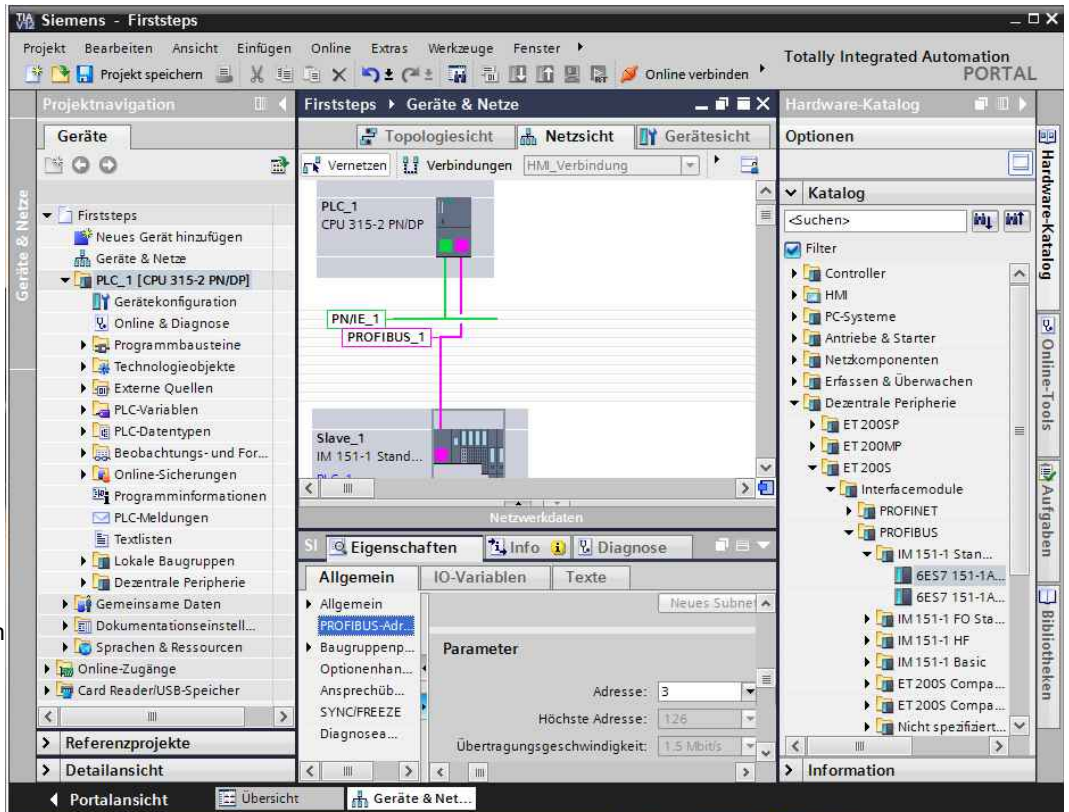 Siemens - Firststeps
Projekt Bearbeiten Ansicht Einfügen Online Extras Werkzeuge Fenster
Projekt speichern
Online verbinden
Totally Integrated Automation
PORTAL
Geräte & Netze
Projektnavigation
Geräte
Firststeps
Neues Gerät hinzufügen
Geräte & Netze
PLC_1 [CPU 315-2 PN/DP]
Gerätekonfiguration
Online & Diagnose
Programmbausteine
Technologieobjekte
Externe Quellen
PLC-Variablen
PLC-Datentypen
Beobachtungs- und For...
Online-Sicherungen
Programminformationen
PLC-Meldungen
Textlisten
Lokale Baugruppen
Dezentrale Peripherie
Gemeinsame Daten
Dokumentationseinstell...
Sprachen & Ressourcen
Online-Zugänge
Card Reader/USB-Speicher
Referenzprojekte
Detailansicht
Firststeps Geräte & Netze
Topologiesicht Netzsicht Gerätesicht
Vernetzen Verbindungen HMI_Verbindung
PLC_1
CPU 315-2 PN/DP
PN/IE_1
PROFIBUS_1
Slave_1
IM 151-1 Stand...
PLC_1
Netzwerkdaten
SI Eigenschaften Info Diagnose
Allgemein IO-Variablen Texte
Allgemein
PROFIBUS-Adr...
Baugruppenp...
Optionenhan...
Ansprechüb...
SYNC/FREEZE
Diagnosea...
Neues Subnet
Parameter
Adresse: 3
Höchste Adresse: 126
Übertragungsgeschwindigkeit: 1.5 Mbit/s
Hardware-Katalog
Optionen
Katalog
<Suchen>
Filter
Controller
HMI
PC-Systeme
Antriebe & Starter
Netzkomponenten
Erfassen & Überwachen
Dezentrale Peripherie
ET 200SP
ET 200MP
ET 200S
Interfacemodule
PROFINET
PROFIBUS
IM 151-1 Stan...
6ES7 151-1A...
6ES7 151-1A...
IM 151-1 FO Sta...
IM 151-1 HF
IM 151-1 Basic
ET 200S Compa...
ET 200S Compa...
Nicht spezifiziert...
Information
Hardware-Katalog
Online-Tools
Aufgaben
Bibliotheken
Portalansicht Übersicht Geräte & Net...